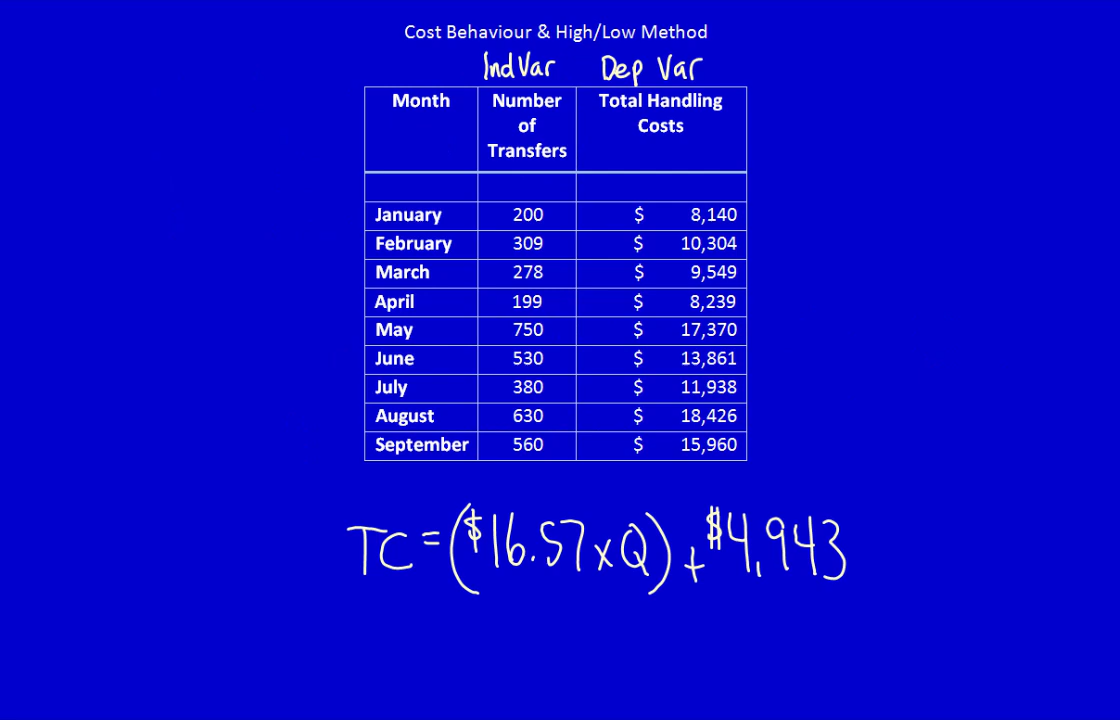 Cost Behaviour & High/Low Method
Ind Var Dep Var
Month Number of Transfers Total Handling Costs
January 200 $ 8,140
February 309 $ 10,304
March 278 $ 9,549
April 199 $ 8,239
May 750 $ 17,370
June 530 $ 13,861
July 380 $ 11,938
August 630 $ 18,426
September 560 $ 15,960
TC = ($16.57 x Q) + $4,943